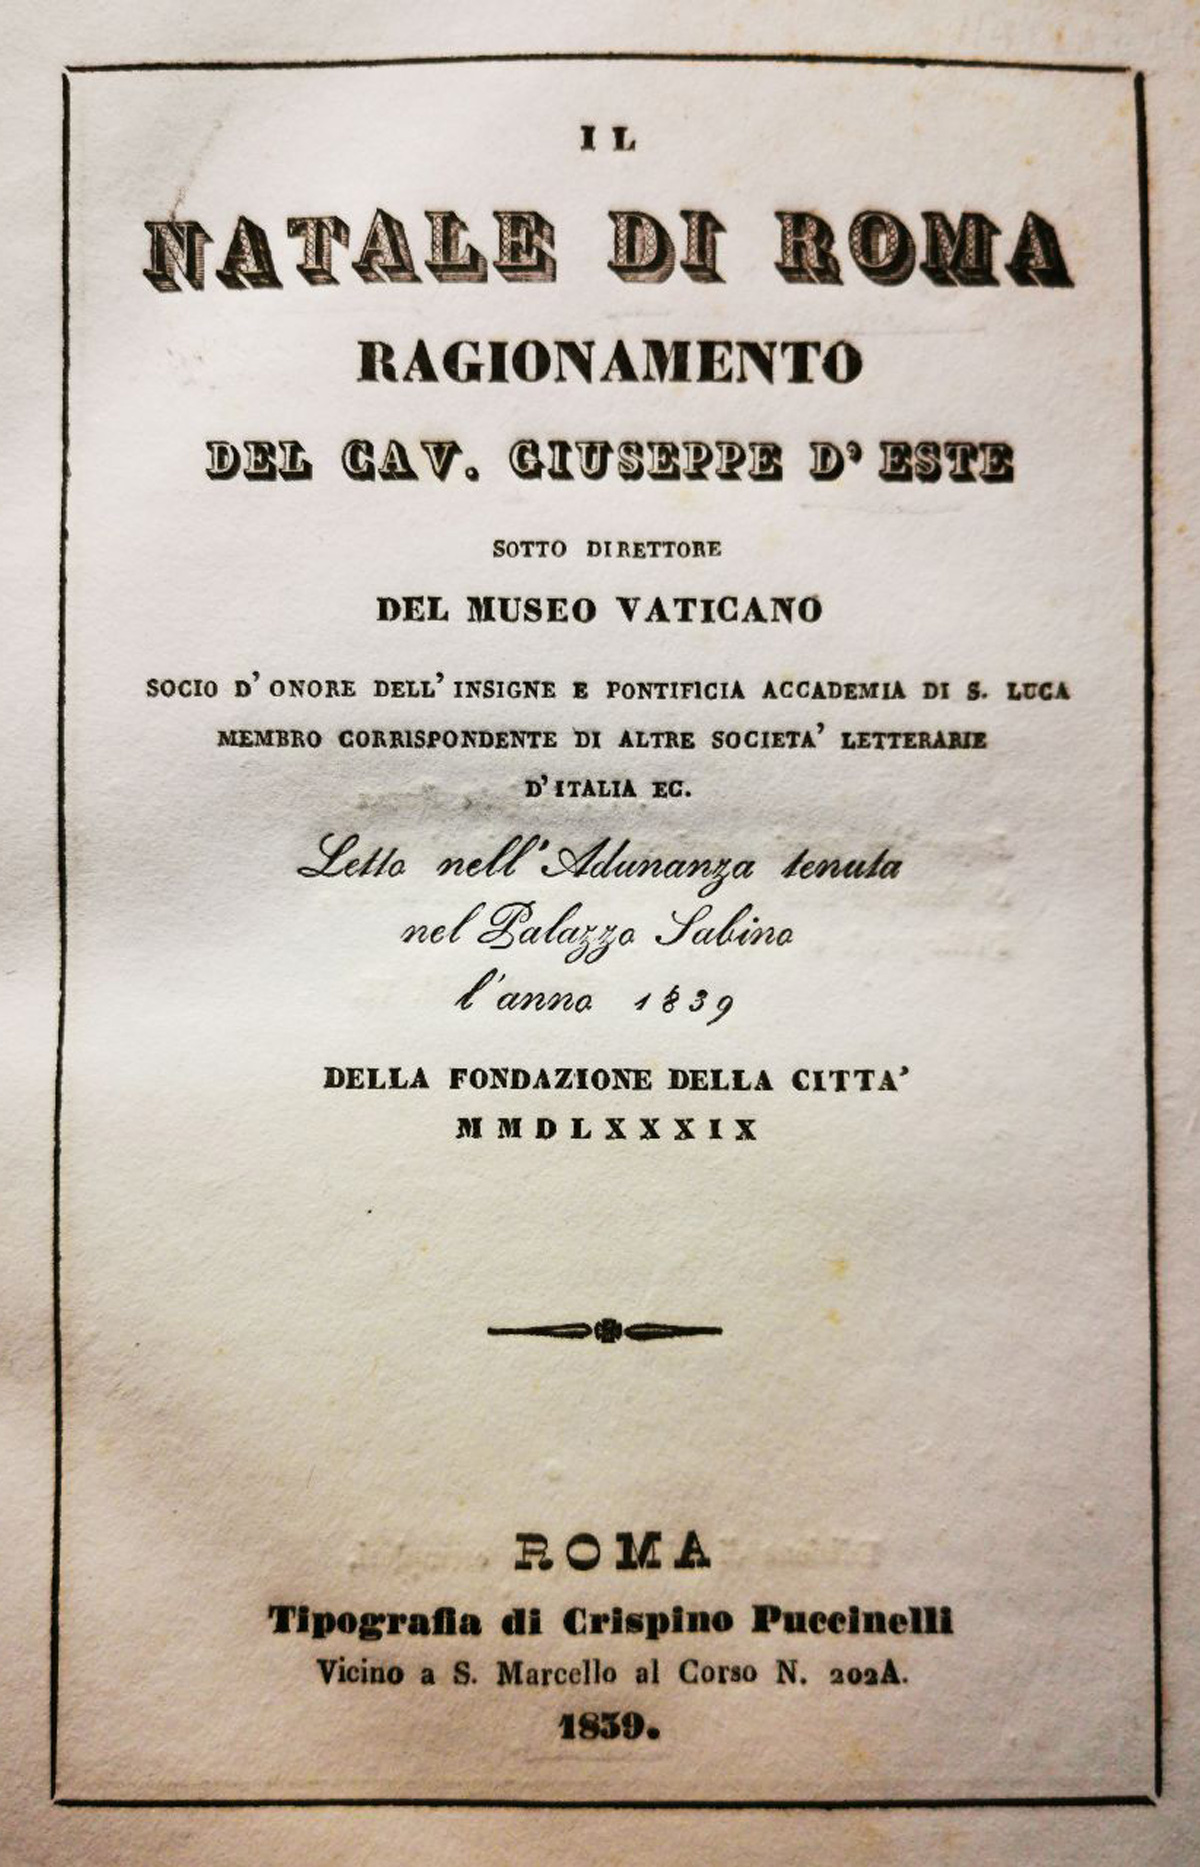 IL
NATALE DI ROMA
RAGIONAMENTO
DEL CAV. GIUSEPPE D' ESTE
SOTTO DIRETTORE
DEL MUSEO VATICANO
SOCIO D' ONORE DELL' INSIGNE E PONTIFICIA ACCADEMIA DI S. LUCA
MEMBRO CORRISPONDENTE DI ALTRE SOCIETA' LETTERARIE
D' ITALIA EC.
Letto nell' Adunanza tenuta
nel Palazzo Sabino
l' anno 1839
DELLA FONDAZIONE DELLA CITTA'
MMDLXXXIX
ROMA
Tipografia di Crispino Puccinelli
Vicino a S. Marcello al Corso N. 202A.
1839.